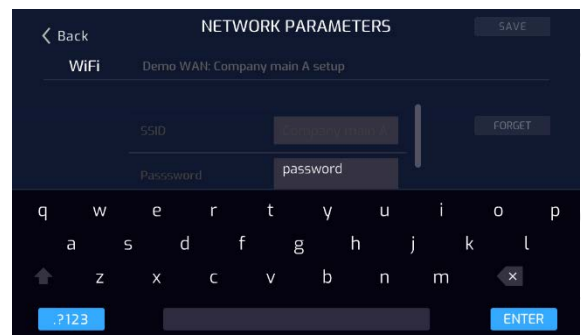 Back NETWORK PARAMETERS SAVE
WiFi Demo WAN: Company main A setup
SSID Company main A FORGET
Passsword password
q w e r t y u i o p
a s d f g h j k l
z x c v b n m
.?123 ENTER